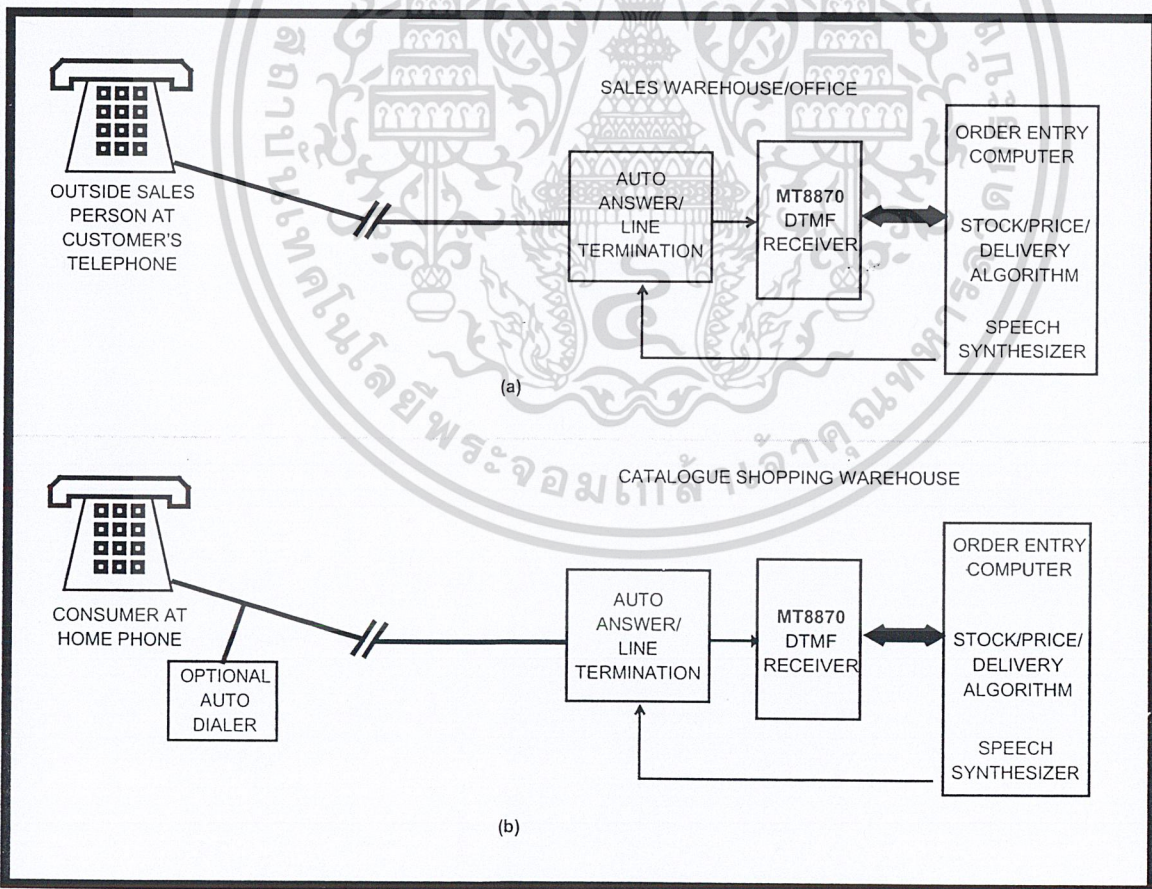 SALES WAREHOUSE/OFFICE
OUTSIDE SALES
PERSON AT
CUSTOMER'S
TELEPHONE
AUTO
ANSWER/
LINE
TERMINATION
MT8870
DTMF
RECEIVER
ORDER ENTRY
COMPUTER
STOCK/PRICE/
DELIVERY
ALGORITHM
SPEECH
SYNTHESIZER
(a)
CATALOGUE SHOPPING WAREHOUSE
CONSUMER AT
HOME PHONE
OPTIONAL
AUTO
DIALER
AUTO
ANSWER/
LINE
TERMINATION
MT8870
DTMF
RECEIVER
ORDER ENTRY
COMPUTER
STOCK/PRICE/
DELIVERY
ALGORITHM
SPEECH
SYNTHESIZER
(b)